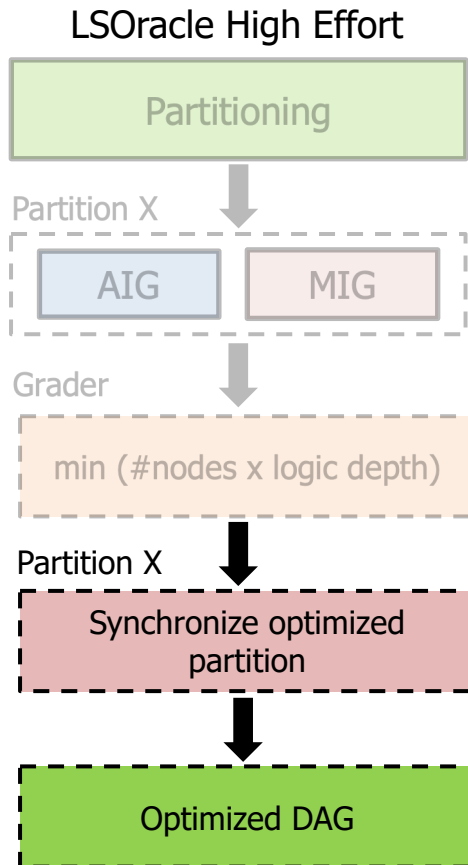 LSOracle High Effort
Partitioning
Partition X
AIG MIG
Grader
min (#nodes x logic depth)
Partition X
Synchronize optimized
partition
Optimized DAG